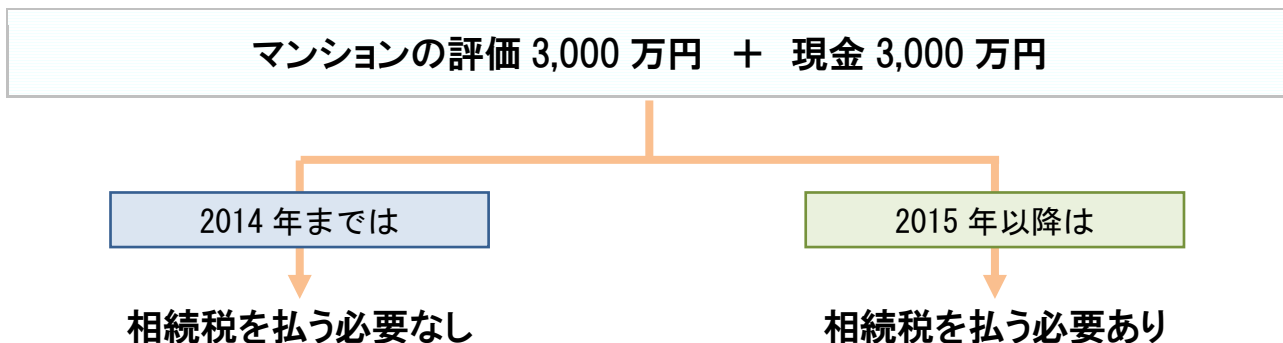 マンションの評価 3,000 万円 ＋ 現金 3,000 万円
2014 年までは
2015 年以降は
相続税を払う必要なし
相続税を払う必要あり